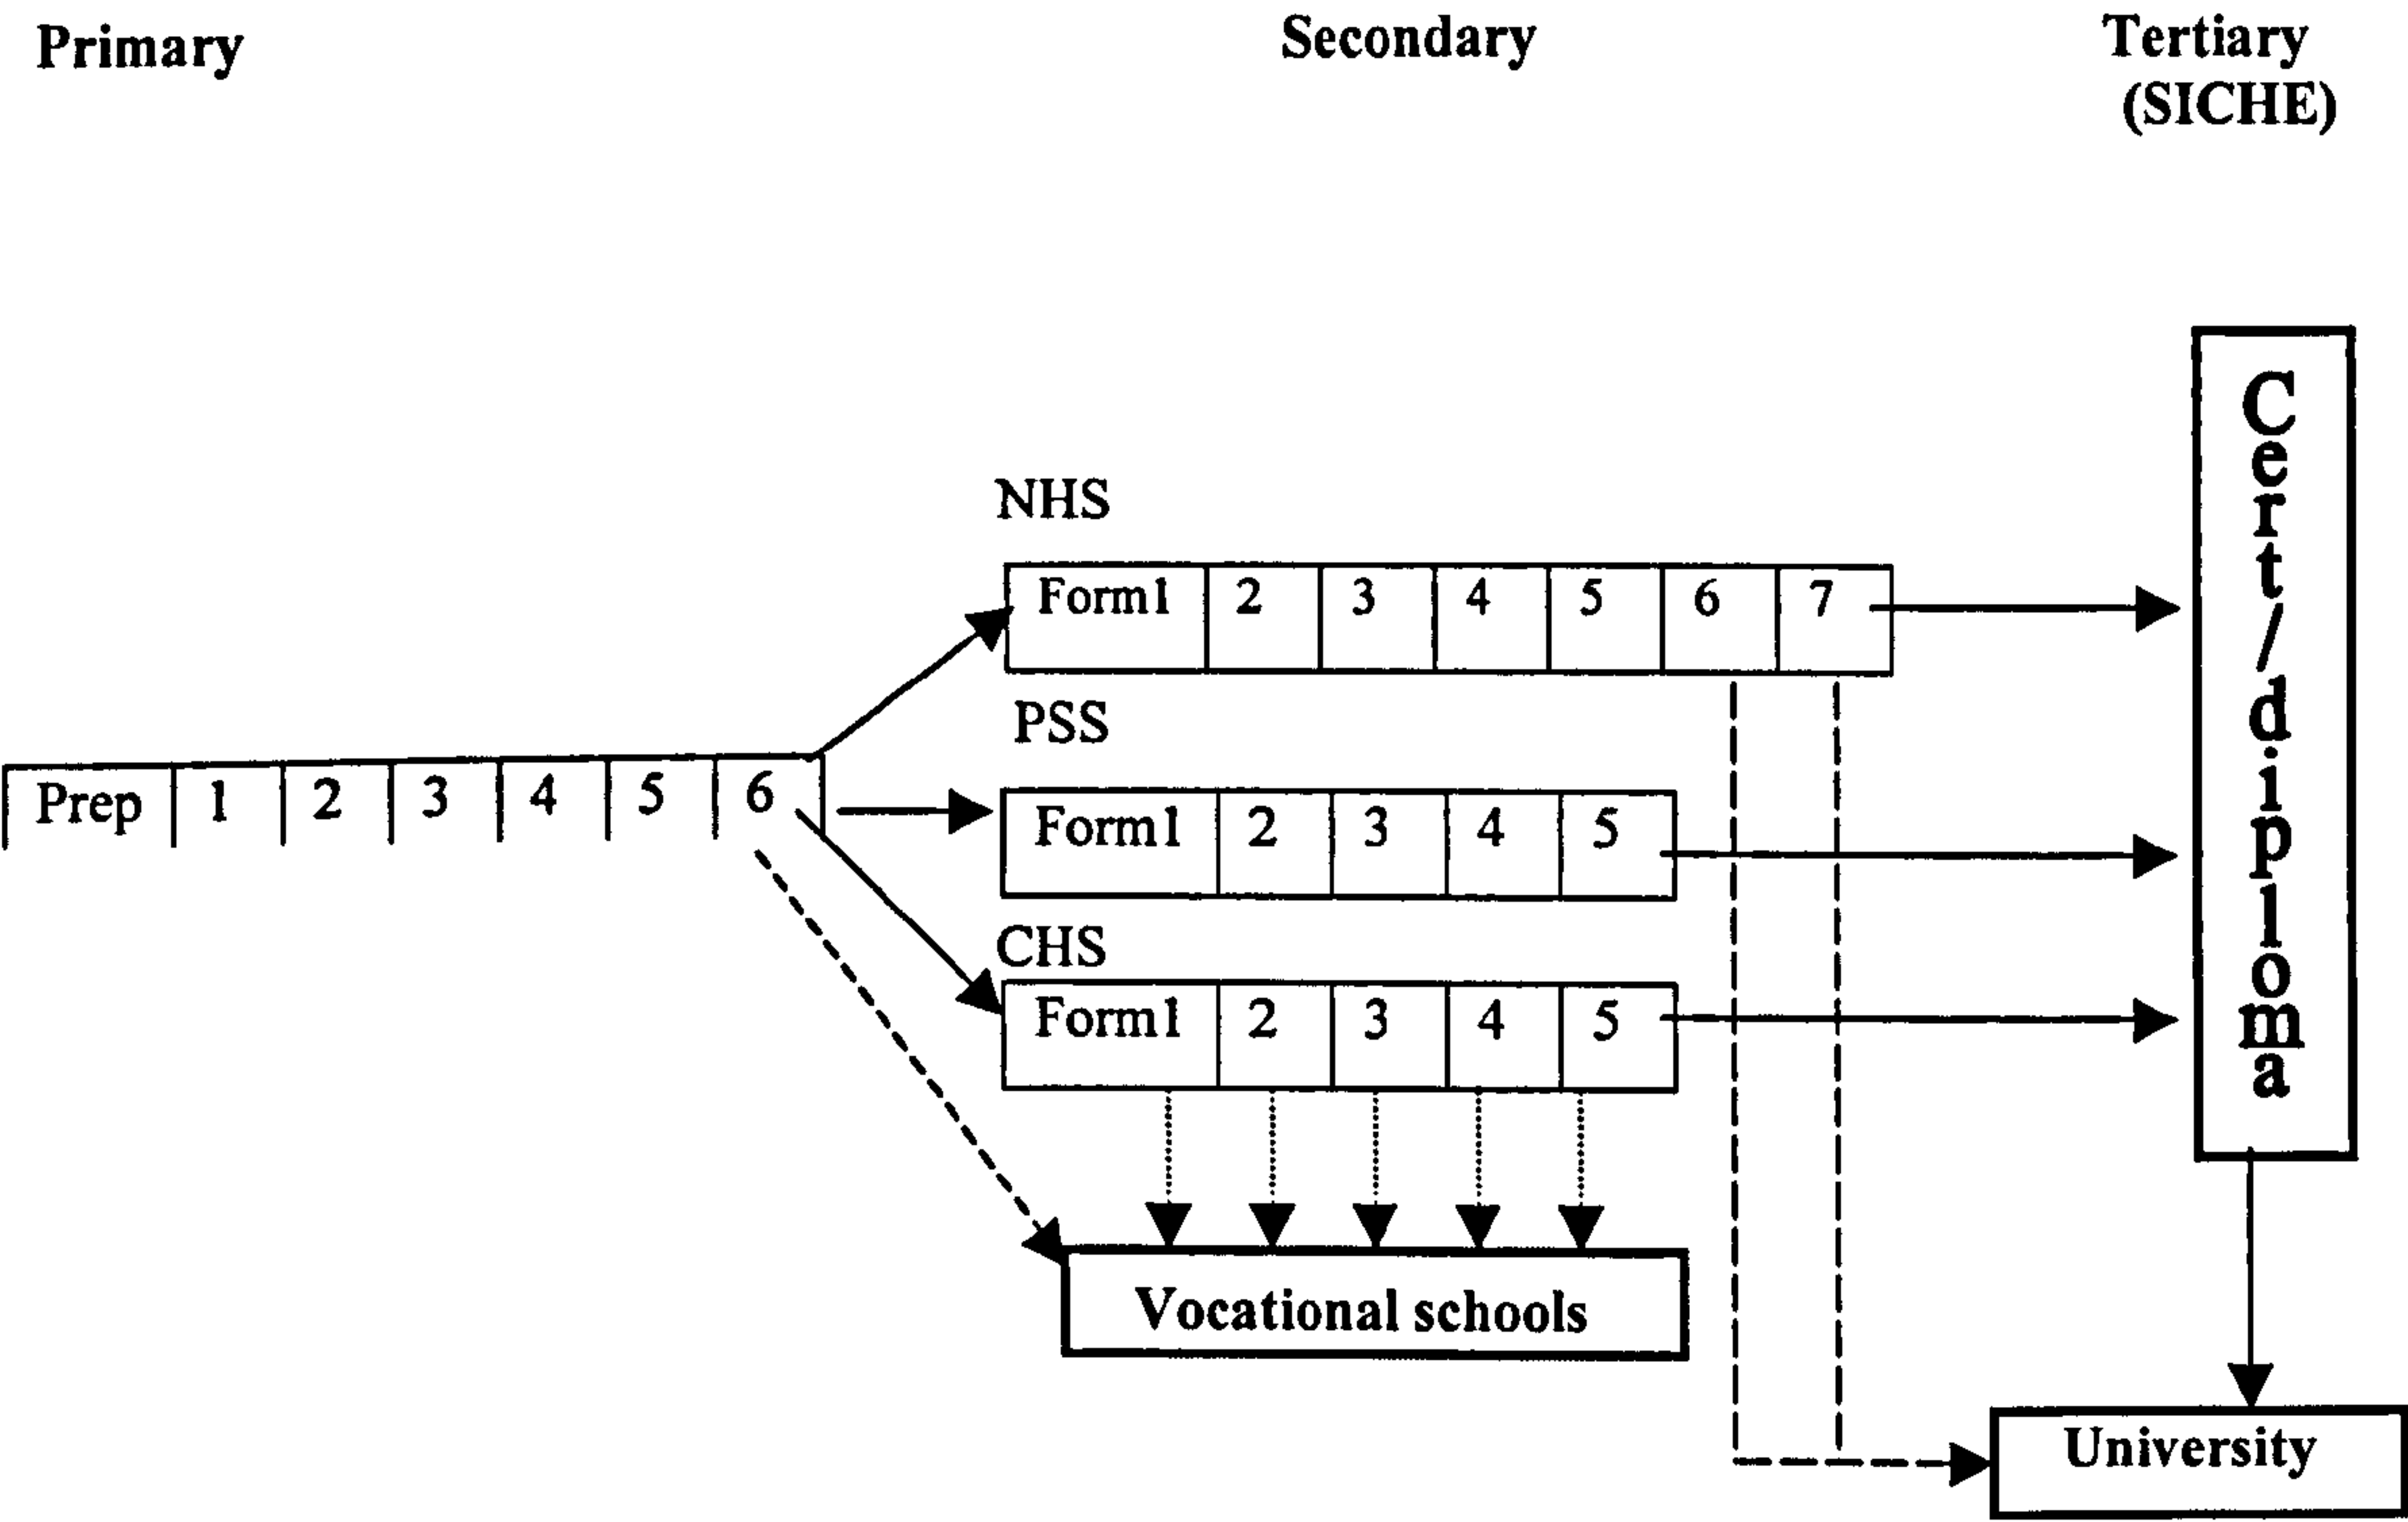 Primary
Secondary
Tertiary
(SICHE)
NHS
Form1 2 3 4 5 6 7
PSS
Prep 1 2 3 4 5 6
Form1 2 3 4 5
CHS
Form1 2 3 4 5
Cert/diploma
Vocational schools
University